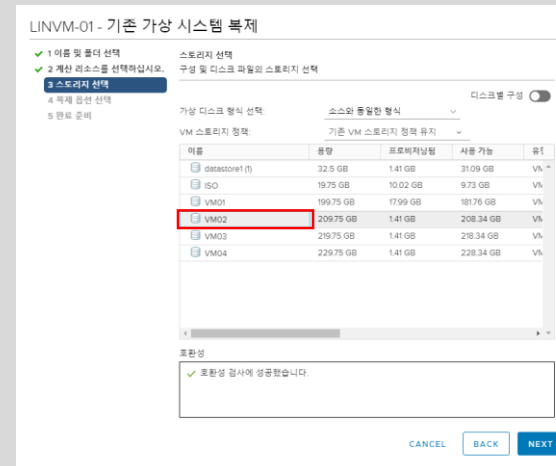 LINVM-01 - 기존 가상 시스템 복제
1 이름 및 폴더 선택
2 계산 리소스를 선택하십시오.
3 스토리지 선택
4 복제 옵션 선택
5 완료 준비
스토리지 선택
구성 및 디스크 파일의 스토리지 선택
디스크별 구성
가상 디스크 형식 선택: 소스와 동일한 형식
VM 스토리지 정책: 기존 VM 스토리지 정책 유지
이름 용량 프로비저닝됨 사용 가능 유형
datastore1 (1) 32.5 GB 1.41 GB 31.09 GB VM
ISO 19.75 GB 10.02 GB 9.73 GB VM
VM01 199.75 GB 17.99 GB 181.76 GB VM
VM02 209.75 GB 1.41 GB 208.34 GB VM
VM03 219.75 GB 1.41 GB 218.34 GB VM
VM04 229.75 GB 1.41 GB 228.34 GB VM
호환성
호환성 검사에 성공했습니다.
CANCEL BACK NEXT